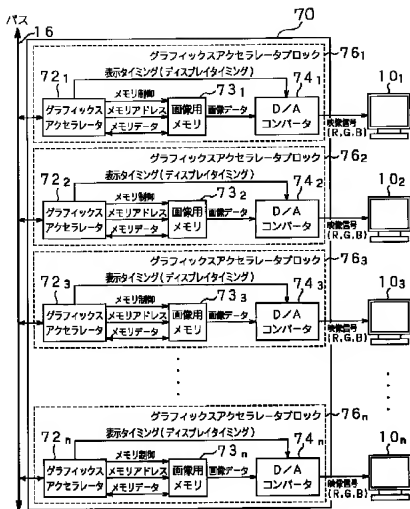 バス
16
70
グラフィックスアクセラレータブロック 76₁
72₁ 表示タイミング(ディスプレイタイミング) 74₁
グラフィックス
アクセラレータ
メモリ制御
メモリアドレス
メモリデータ
73₁
画像用
メモリ
画像データ
D/A
コンバータ
映像信号
(R,G,B)
10₁
グラフィックスアクセラレータブロック 76₂
72₂ 表示タイミング(ディスプレイタイミング) 74₂
グラフィックス
アクセラレータ
メモリ制御
メモリアドレス
メモリデータ
73₂
画像用
メモリ
画像データ
D/A
コンバータ
映像信号
(R,G,B)
10₂
グラフィックスアクセラレータブロック 76₃
72₃ 表示タイミング(ディスプレイタイミング) 74₃
グラフィックス
アクセラレータ
メモリ制御
メモリアドレス
メモリデータ
73₃
画像用
メモリ
画像データ
D/A
コンバータ
映像信号
(R,G,B)
10₃
グラフィックスアクセラレータブロック 76ₙ
72ₙ 表示タイミング(ディスプレイタイミング) 74ₙ
グラフィックス
アクセラレータ
メモリ制御
メモリアドレス
メモリデータ
73ₙ
画像用
メモリ
画像データ
D/A
コンバータ
映像信号
(R,G,B)
10ₙ